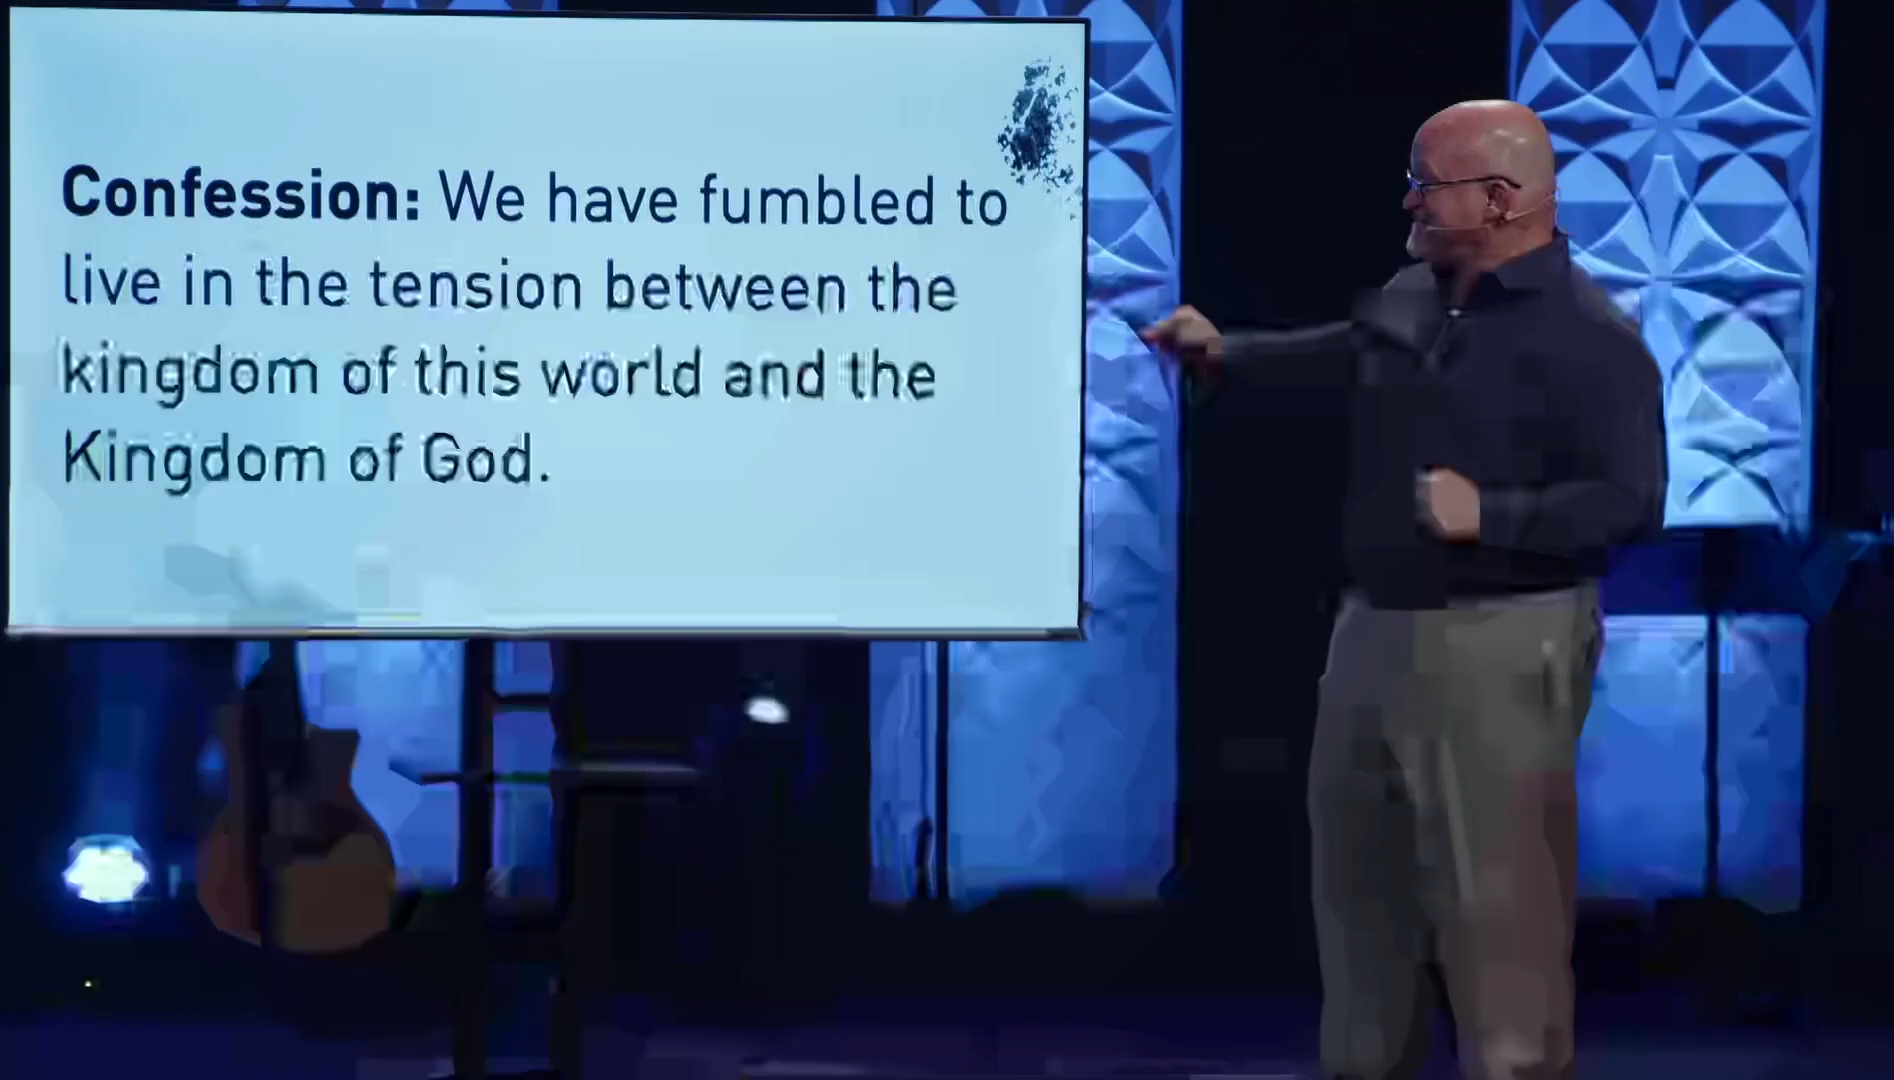 Confession: We have fumbled to
live in the tension between the
kingdom of this world and the
Kingdom of God.